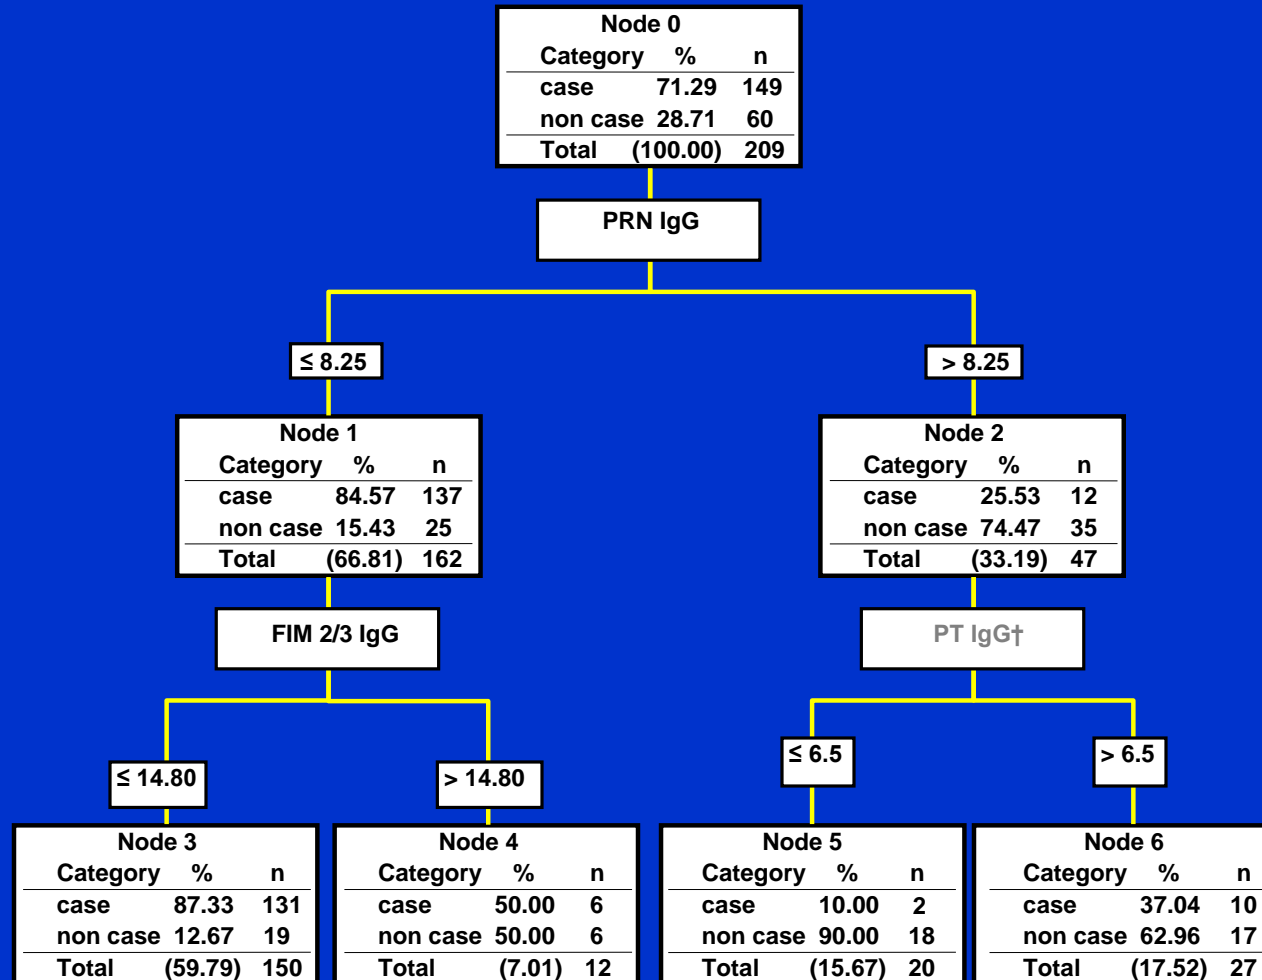 Node 0
Category % n
case 71.29 149
non case 28.71 60
Total (100.00) 209
PRN IgG
≤ 8.25
> 8.25
Node 1
Category % n
case 84.57 137
non case 15.43 25
Total (66.81) 162
Node 2
Category % n
case 25.53 12
non case 74.47 35
Total (33.19) 47
FIM 2/3 IgG
PT IgG†
≤ 14.80
> 14.80
≤ 6.5
> 6.5
Node 3
Category % n
case 87.33 131
non case 12.67 19
Total (59.79) 150
Node 4
Category % n
case 50.00 6
non case 50.00 6
Total (7.01) 12
Node 5
Category % n
case 10.00 2
non case 90.00 18
Total (15.67) 20
Node 6
Category % n
case 37.04 10
non case 62.96 17
Total (17.52) 27